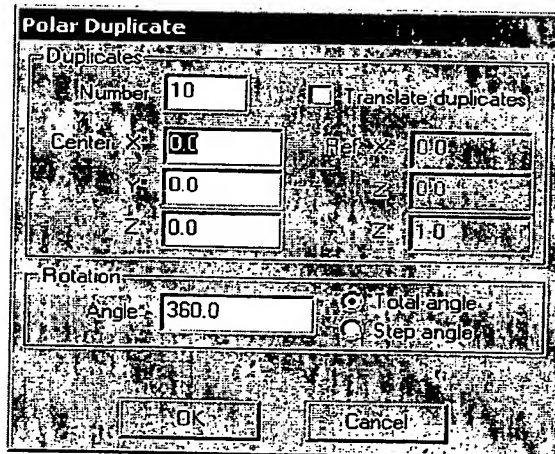 Polar Duplicate
Duplicates
Number 10 Translate duplicates
Center X 0.0 Ref. X 0.0
Y 0.0 Z 0.0
Z 0.0 Z 1.0
Rotation
Angle 360.0 Total angle
Step angle
OK Cancel